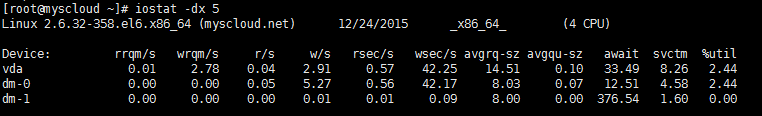 [root@myscloud ~]# iostat -dx 5
Linux 2.6.32-358.el6.x86_64 (myscloud.net) 12/24/2015 _x86_64_ (4 CPU)
Device: rrqm/s wrqm/s r/s w/s rsec/s wsec/s avgrq-sz avgqu-sz await svctm %util
vda 0.01 2.78 0.04 2.91 0.57 42.25 14.51 0.10 33.49 8.26 2.44
dm-0 0.00 0.00 0.05 5.27 0.56 42.17 8.03 0.07 12.51 4.58 2.44
dm-1 0.00 0.00 0.00 0.01 0.01 0.09 8.00 0.00 376.54 1.60 0.00